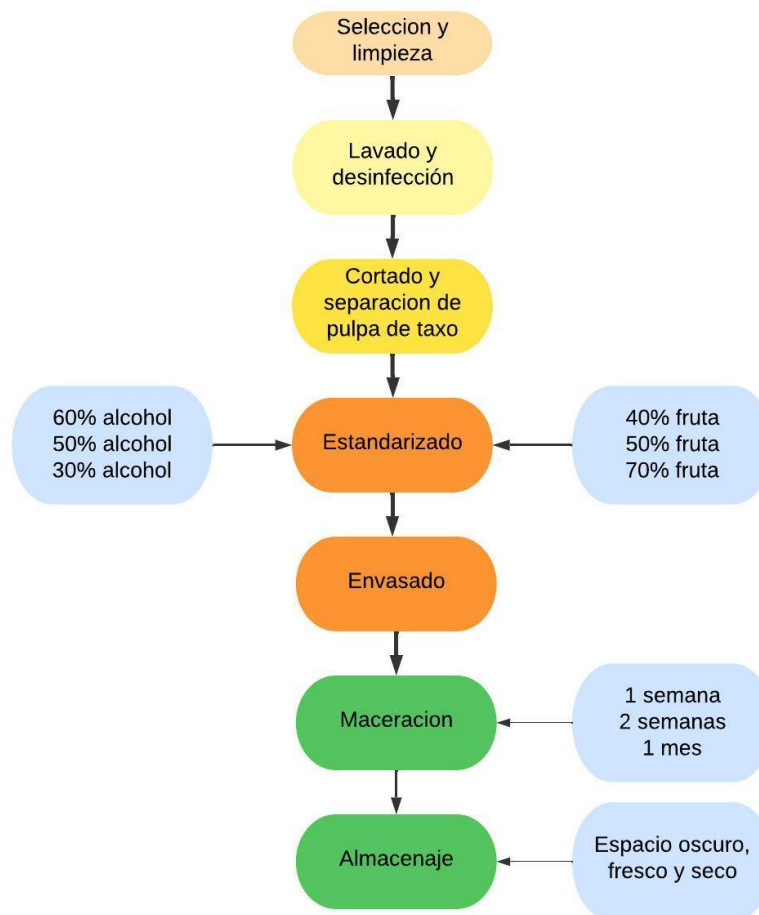 Seleccion y
limpieza
Lavado y
desinfección
Cortado y
separacion de
pulpa de taxo
60% alcohol
50% alcohol
30% alcohol
Estandarizado
40% fruta
50% fruta
70% fruta
Envasado
Maceracion
1 semana
2 semanas
1 mes
Almacenaje
Espacio oscuro,
fresco y seco